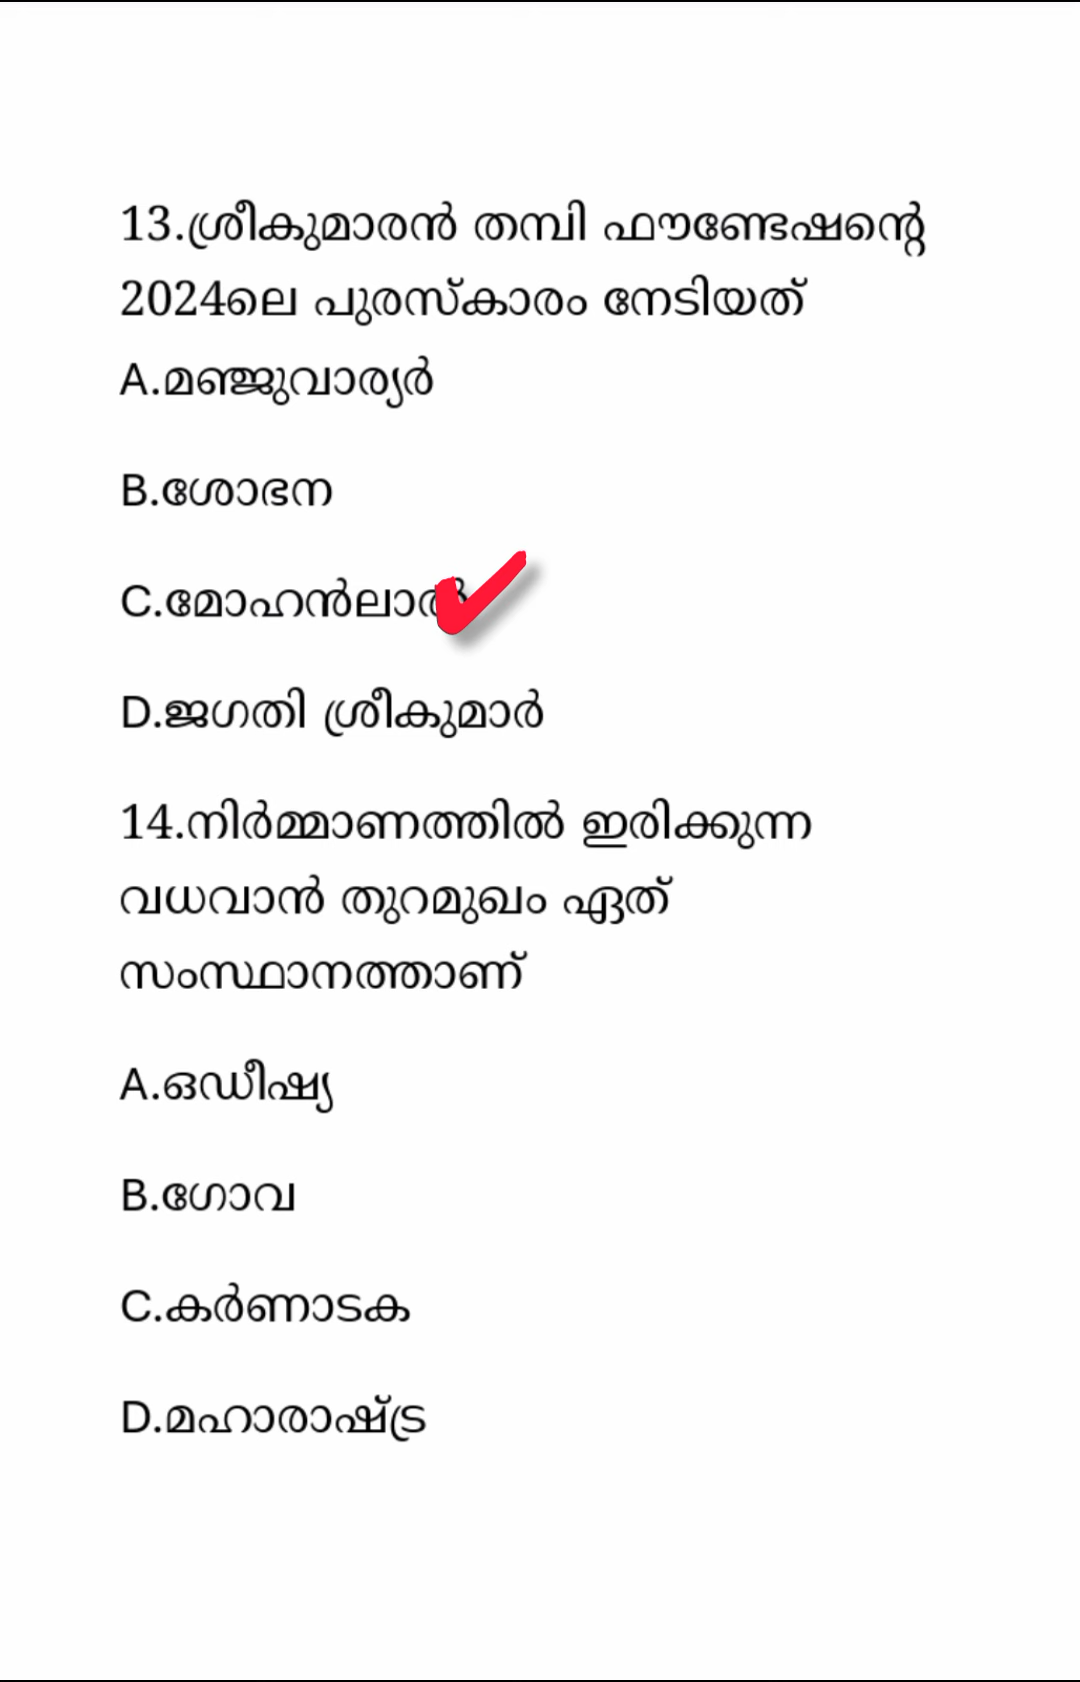 13.ശ്രീകുമാരൻ തമ്പി ഫൗണ്ടേഷന്റെ
2024ലെ പുരസ്കാരം നേടിയത്
A.മഞ്ജുവാര്യർ
B.ശോഭന
C.മോഹൻലാൽ
D.ജഗതി ശ്രീകുമാർ
14.നിർമ്മാണത്തിൽ ഇരിക്കുന്ന
വധവാൻ തുറമുഖം ഏത്
സംസ്ഥാനത്താണ്
A.ഒഡീഷ്യ
B.ഗോവ
C.കർണാടക
D.മഹാരാഷ്ട്ര